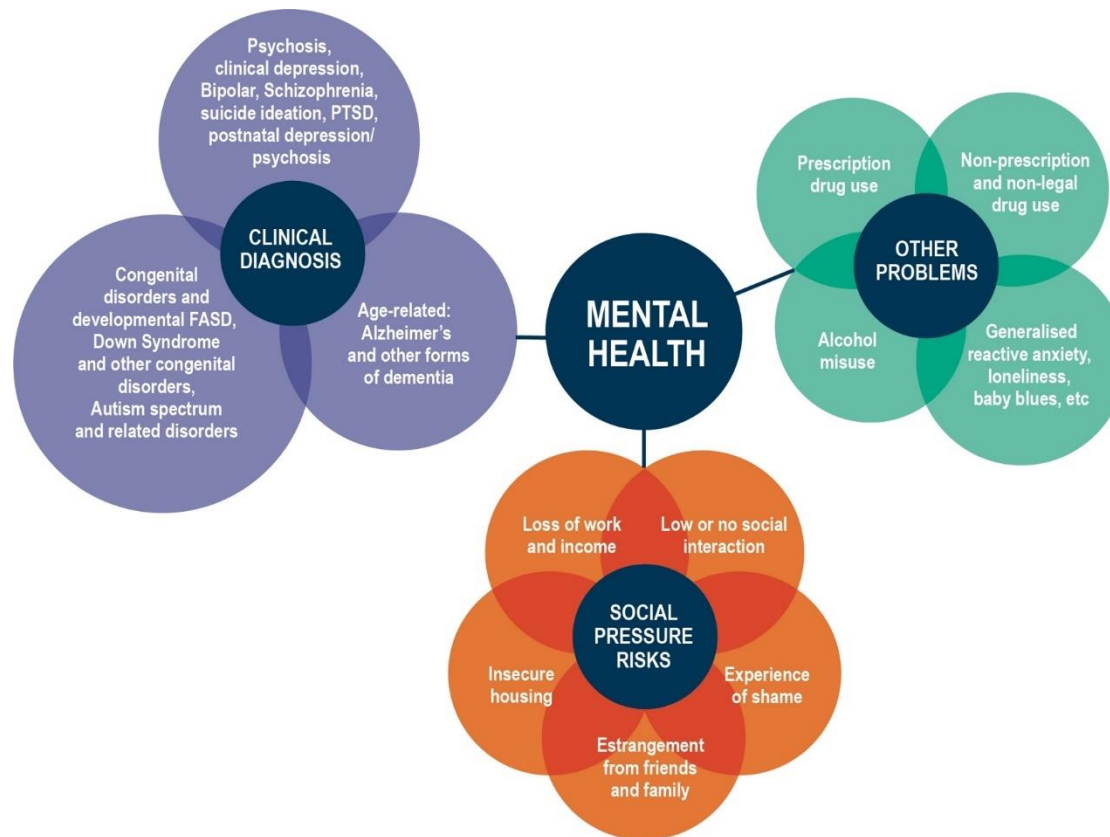 Psychosis,
clinical depression,
Bipolar, Schizophrenia,
suicide ideation, PTSD,
postnatal depression/
psychosis
CLINICAL
DIAGNOSIS
Congenital
disorders and
developmental FASD,
Down Syndrome
and other congenital
disorders,
Autism spectrum
and related disorders
Age-related:
Alzheimer's
and other forms
of dementia
MENTAL
HEALTH
Prescription
drug use
Non-prescription
and non-legal
drug use
OTHER
PROBLEMS
Alcohol
misuse
Generalised
reactive anxiety,
loneliness,
baby blues, etc
Loss of work
and income
Low or no social
interaction
SOCIAL
PRESSURE
RISKS
Insecure
housing
Experience
of shame
Estrangement
from friends
and family